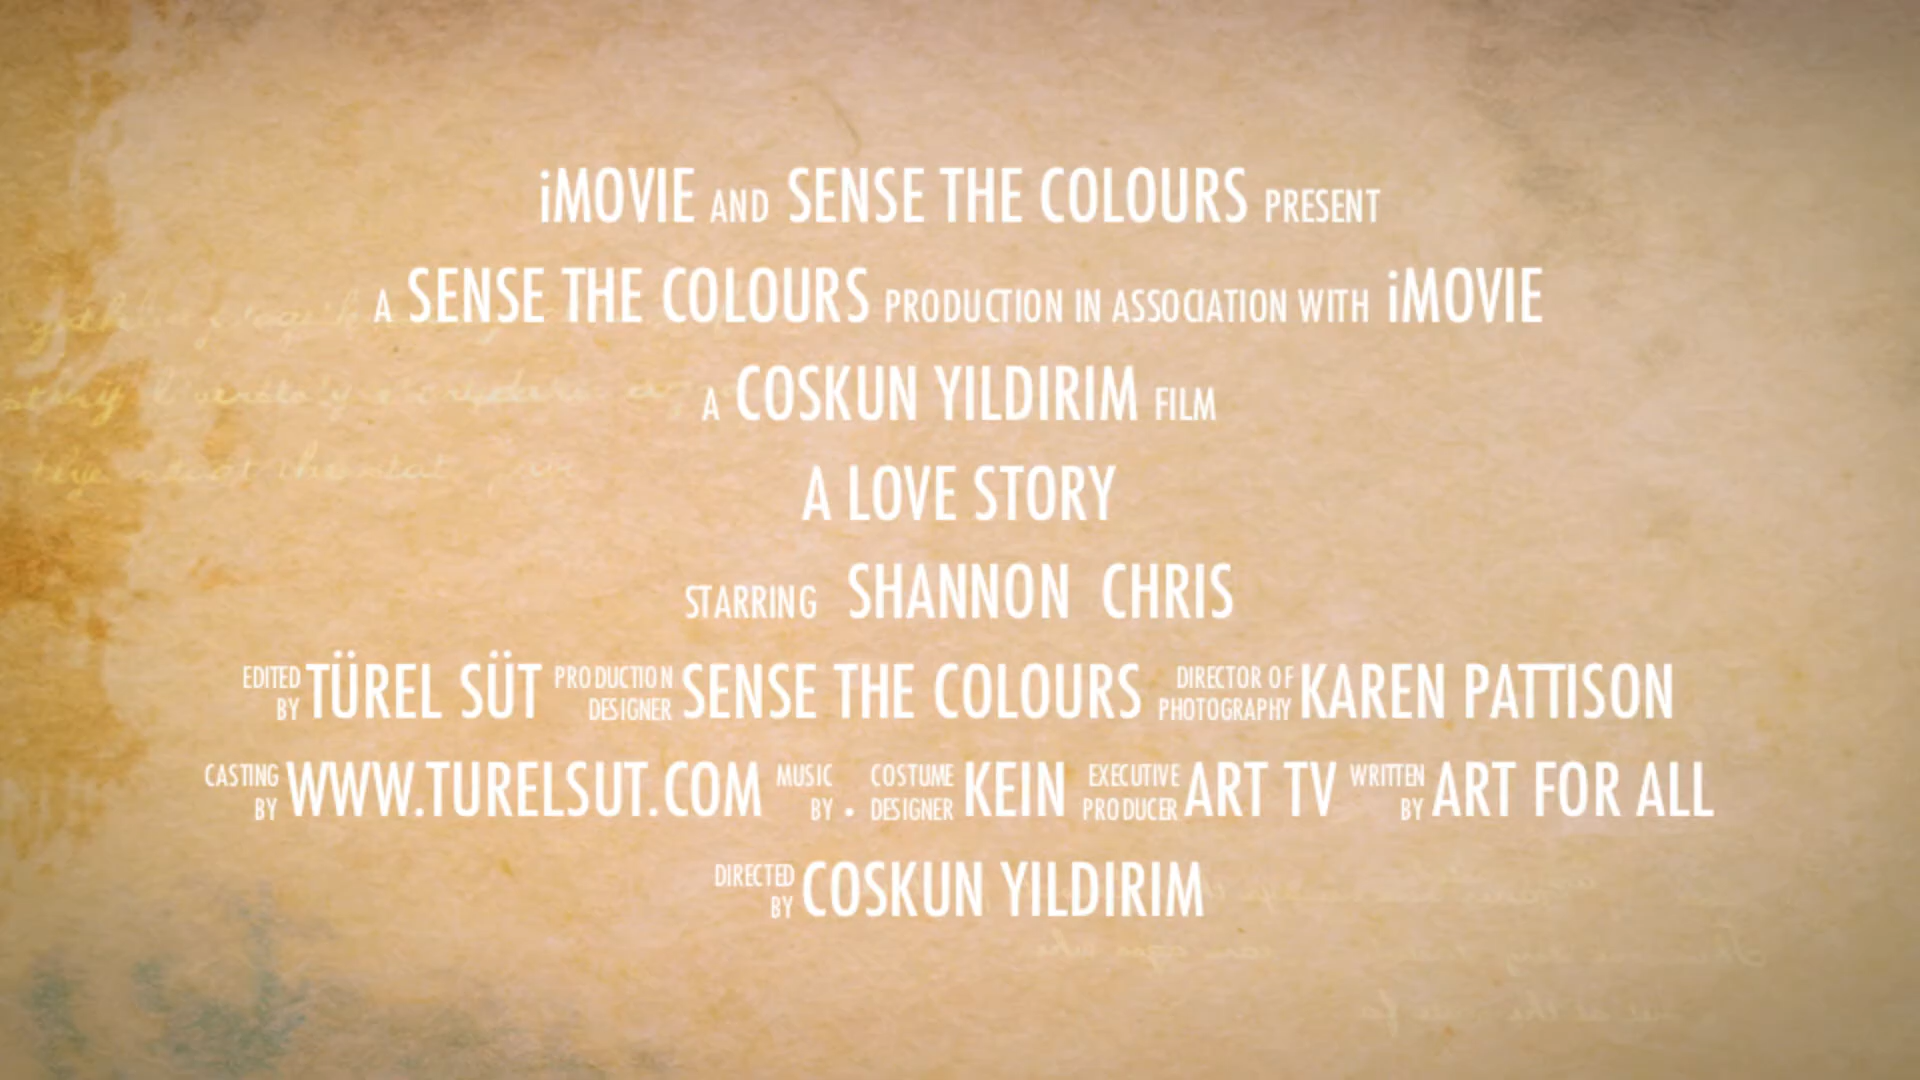 iMOVIE AND SENSE THE COLOURS PRESENT
A SENSE THE COLOURS PRODUCTION IN ASSOCIATION WITH iMOVIE
A COSKUN YILDIRIM FILM
A LOVE STORY
STARRING SHANNON CHRIS
EDITED BY TÜREL SÜT PRODUCTION DESIGNER SENSE THE COLOURS DIRECTOR OF PHOTOGRAPHY KAREN PATTISON
CASTING BY WWW.TURELSUT.COM MUSIC BY . COSTUME DESIGNER KEIN EXECUTIVE PRODUCER ART TV WRITTEN BY ART FOR ALL
DIRECTED BY COSKUN YILDIRIM